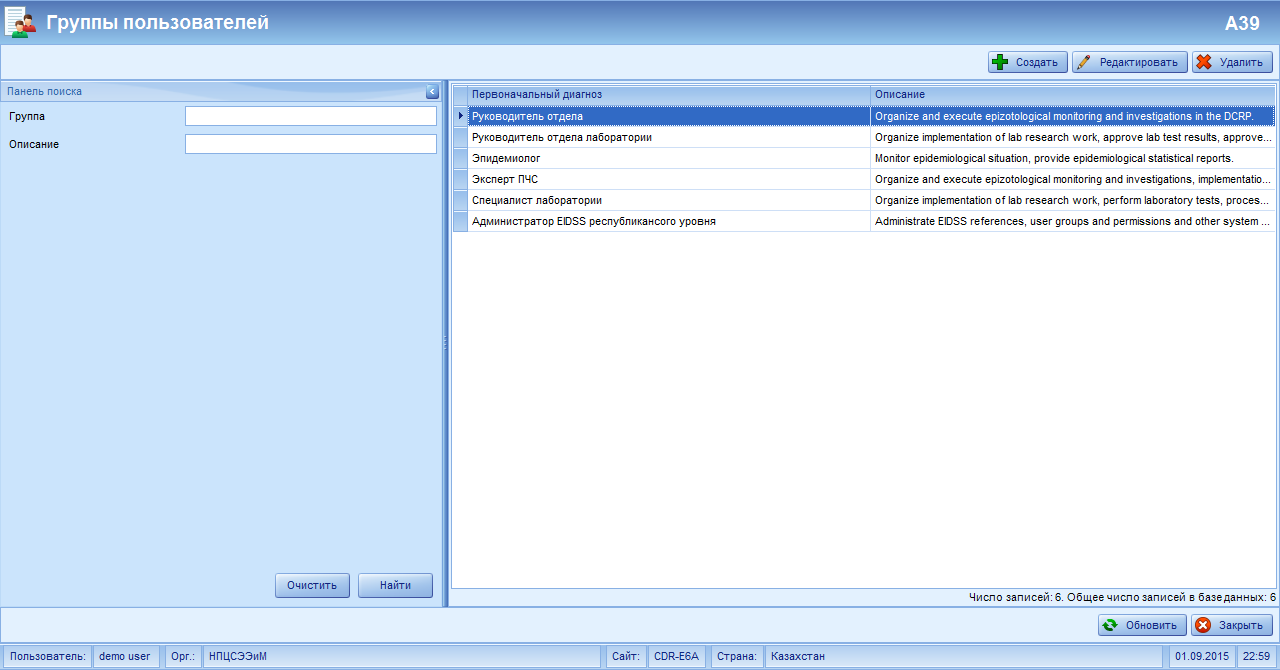 Группы пользователей
A39
Создать
Редактировать
Удалить
Панель поиска
Группа
Описание
Очистить
Найти
Первоначальный диагноз Описание
Руководитель отдела Organize and execute epizotological monitoring and investigations in the DCRP.
Руководитель отдела лаборатории Organize implementation of lab research work, approve lab test results, approve...
Эпидемиолог Monitor epidemiological situation, provide epidemiological statistical reports.
Эксперт ПЧС Organize and execute epizotological monitoring and investigations, implementatio...
Специалист лаборатории Organize implementation of lab research work, perform laboratory tests, proces...
Администратор EIDSS республикансого уровня Administrate EIDSS references, user groups and permissions and other system ...
Число записей: 6. Общее число записей в базе данных: 6
Обновить
Закрыть
Пользователь: demo user Орг.: НПЦСЭЭиМ Сайт: CDR-E6A Страна: Казахстан 01.09.2015 22:59